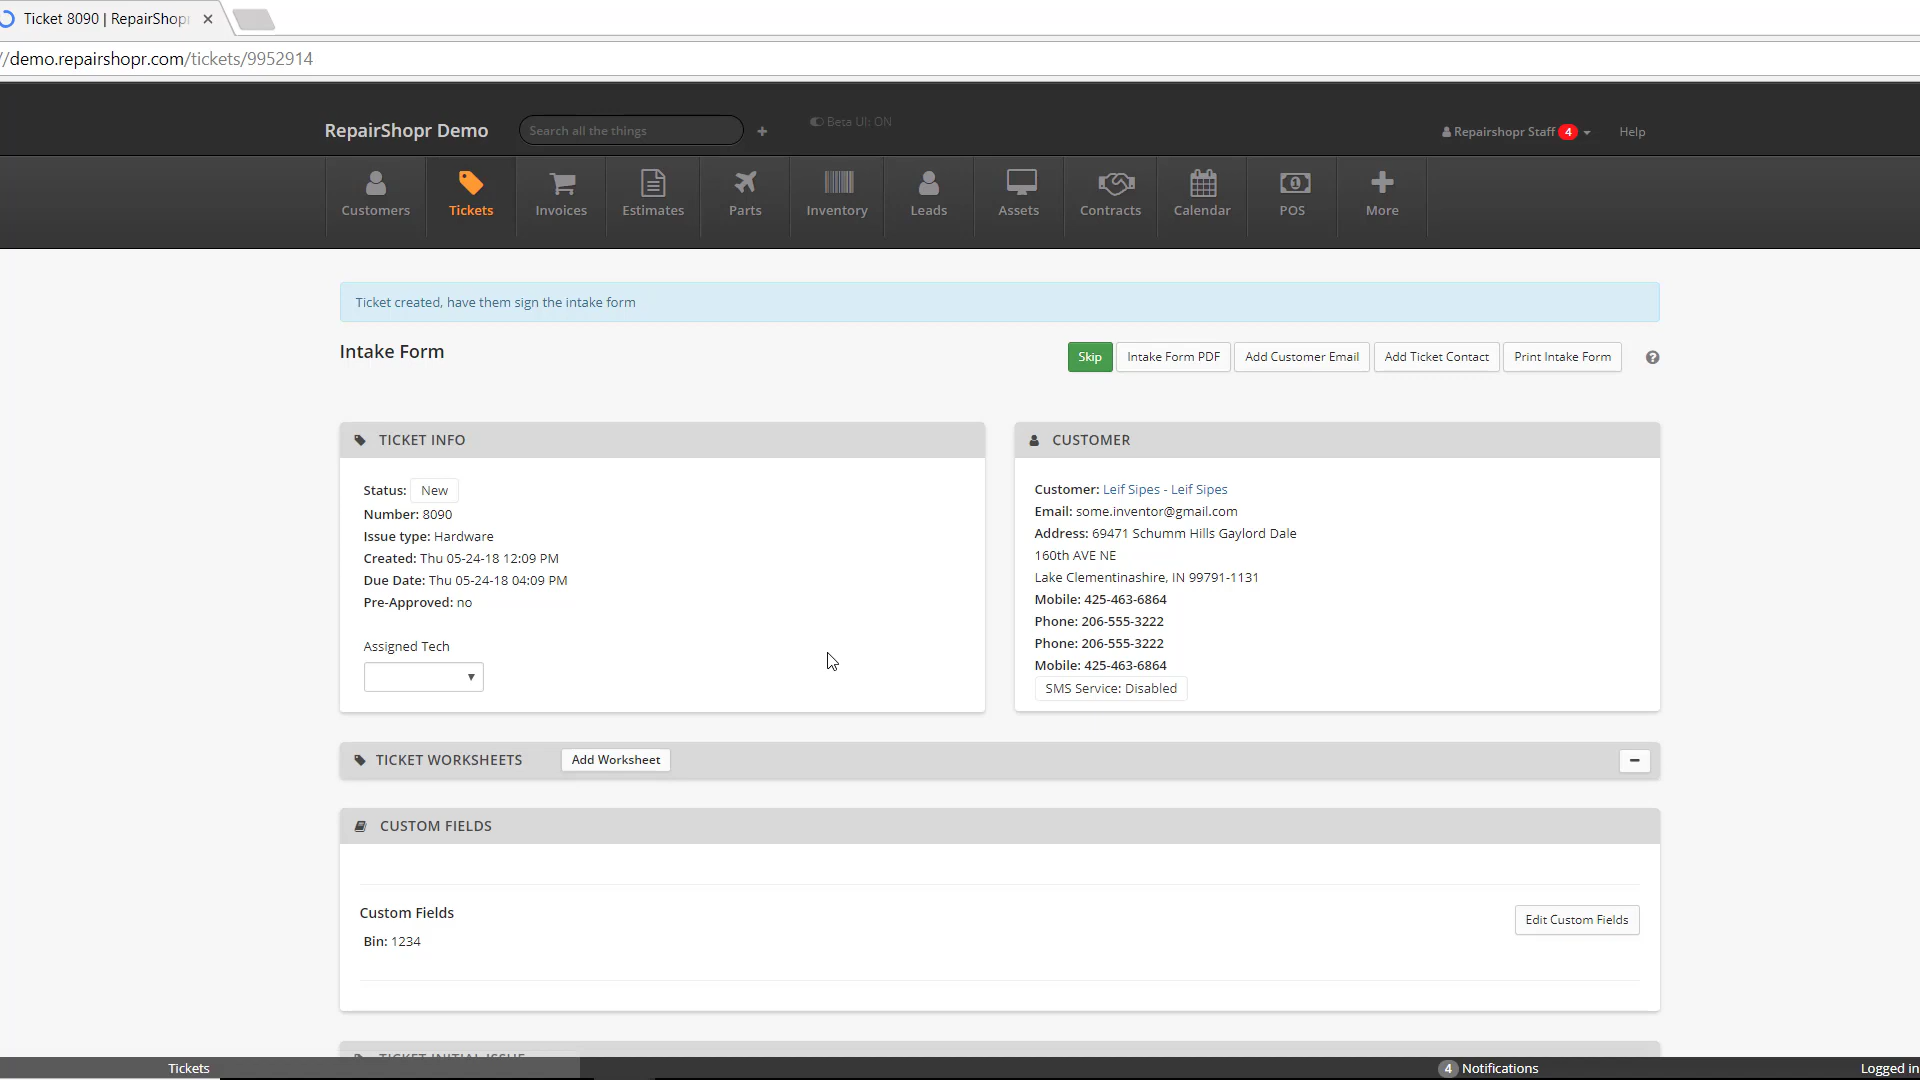 Ticket 8090 | RepairShopr
//demo.repairshopr.com/tickets/9952914
RepairShopr Demo
Search all the things
+
Beta UI: ON
Repairshopr Staff 4
Help
Customers
Tickets
Invoices
Estimates
Parts
Inventory
Leads
Assets
Contracts
Calendar
POS
More
Ticket created, have them sign the intake form
Intake Form
Skip
Intake Form PDF
Add Customer Email
Add Ticket Contact
Print Intake Form
?
TICKET INFO
Status: New
Number: 8090
Issue type: Hardware
Created: Thu 05-24-18 12:09 PM
Due Date: Thu 05-24-18 04:09 PM
Pre-Approved: no
Assigned Tech
CUSTOMER
Customer: Leif Sipes - Leif Sipes
Email: some.inventor@gmail.com
Address: 69471 Schumm Hills Gaylord Dale
160th AVE NE
Lake Clementinashire, IN 99791-1131
Mobile: 425-463-6864
Phone: 206-555-3222
Phone: 206-555-3222
Mobile: 425-463-6864
SMS Service: Disabled
TICKET WORKSHEETS
Add Worksheet
CUSTOM FIELDS
Custom Fields
Edit Custom Fields
Bin: 1234
TICKET INITIAL ISSUE
Tickets
4 Notifications
Logged in